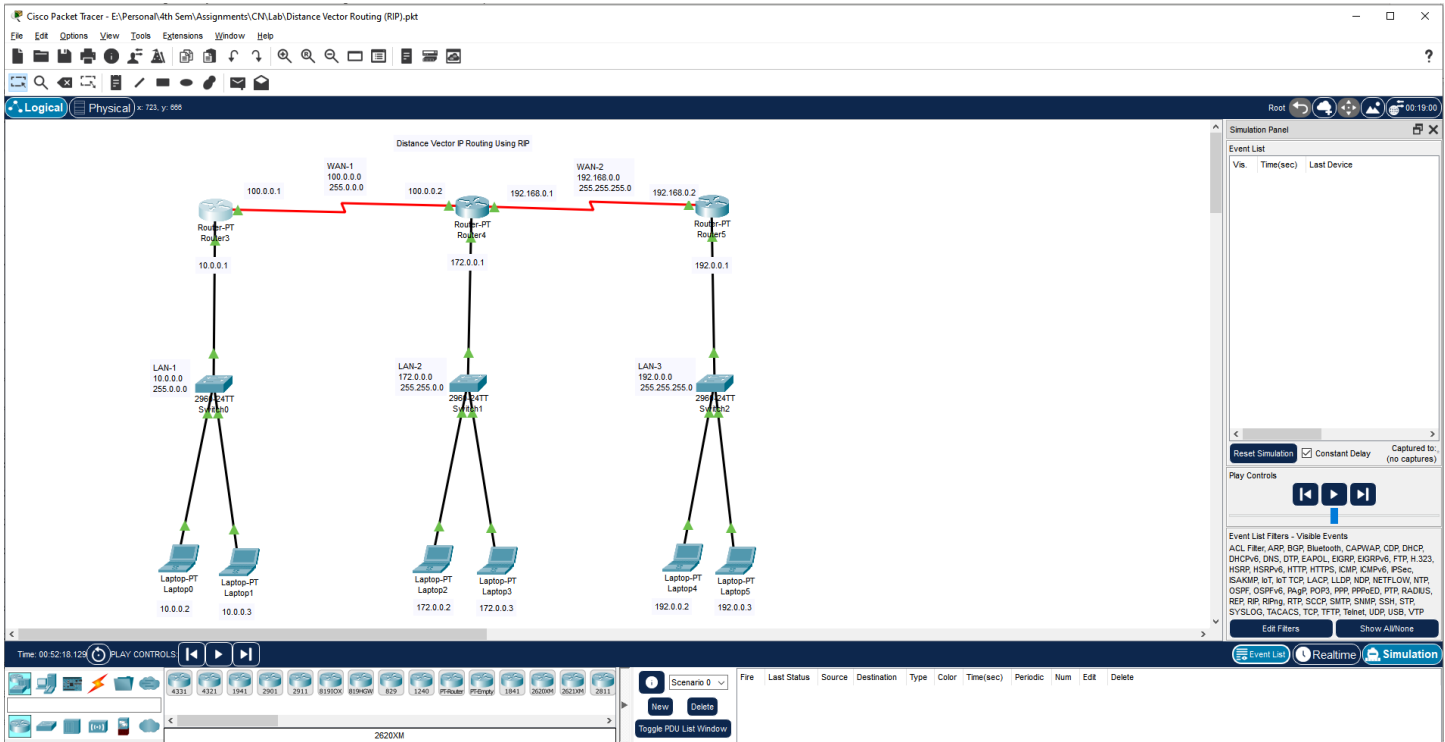 Cisco Packet Tracer - E:\Personal\4th Sem\Assignments\CN\Lab\Distance Vector Routing (RIP).pkt
File Edit Options View Tools Extensions Window Help
?
Logical Physical x: 723, y: 666
Root 00:19:00
Distance Vector IP Routing Using RIP
WAN-1
100.0.0.0
255.0.0.0
WAN-2
192.168.0.0
255.255.255.0
100.0.0.1
100.0.0.2
192.168.0.1
192.168.0.2
Router-PT
Router3
Router-PT
Router4
Router-PT
Router5
10.0.0.1
172.0.0.1
192.0.0.1
LAN-1
10.0.0.0
255.0.0.0
LAN-2
172.0.0.0
255.255.0.0
LAN-3
192.0.0.0
255.255.255.0
2960-24TT
Switch0
2960-24TT
Switch1
2960-24TT
Switch2
Laptop-PT
Laptop0
Laptop-PT
Laptop1
Laptop-PT
Laptop2
Laptop-PT
Laptop3
Laptop-PT
Laptop4
Laptop-PT
Laptop5
10.0.0.2
10.0.0.3
172.0.0.2
172.0.0.3
192.0.0.2
192.0.0.3
Simulation Panel
Event List
Vis. Time(sec) Last Device
Reset Simulation Constant Delay
Captured to:
(no captures)
Play Controls
Event List Filters - Visible Events
ACL Filter, ARP, BGP, Bluetooth, CAPWAP, CDP, DHCP,
DHCPv6, DNS, DTP, EAPOL, EIGRP, EIGRPv6, FTP, H.323,
HSRP, HSRPv6, HTTP, HTTPS, ICMP, ICMPv6, IPSec,
ISAKMP, IoT, IoT TCP, LACP, LLDP, NDP, NETFLOW, NTP,
OSPF, OSPFv6, PAgP, POP3, PPP, PPPoED, PTP, RADIUS,
REP, RIP, RIPng, RTP, SCCP, SMTP, SNMP, SSH, STP,
SYSLOG, TACACS, TCP, TFTP, Telnet, UDP, USB, VTP
Edit Filters Show All/None
Time: 00:52:18.129 PLAY CONTROLS:
Event List Realtime Simulation
4331 4321 1941 2901 2911 819IOX 819HGW 829 1240 PT-Router PT-Empty 1841 2620XM 2621XM 2811
2620XM
Scenario 0
New Delete
Toggle PDU List Window
Fire Last Status Source Destination Type Color Time(sec) Periodic Num Edit Delete